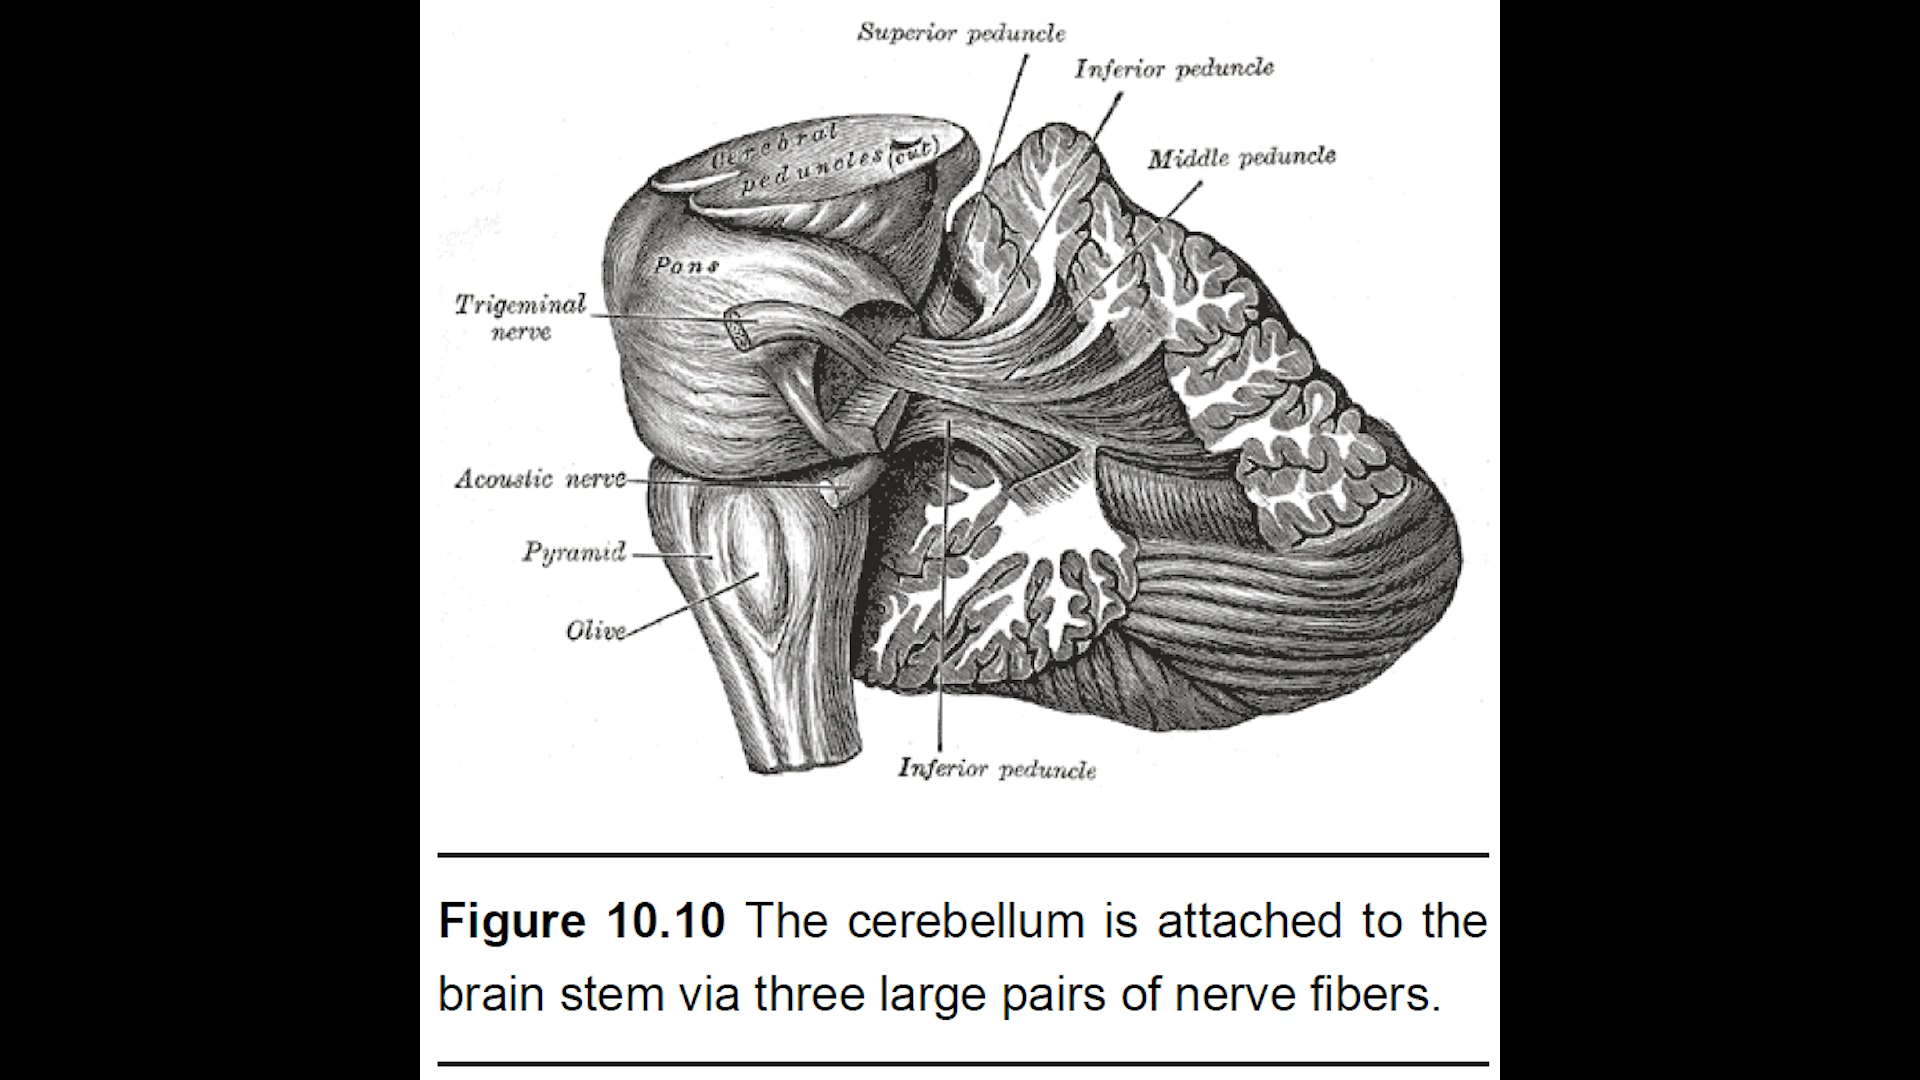 Superior peduncle
Inferior peduncle
Middle peduncle
Cerebral
peduncles (cut)
Pons
Trigeminal
nerve
Acoustic nerve
Pyramid
Olive
Inferior peduncle
Figure 10.10 The cerebellum is attached to the
brain stem via three large pairs of nerve fibers.